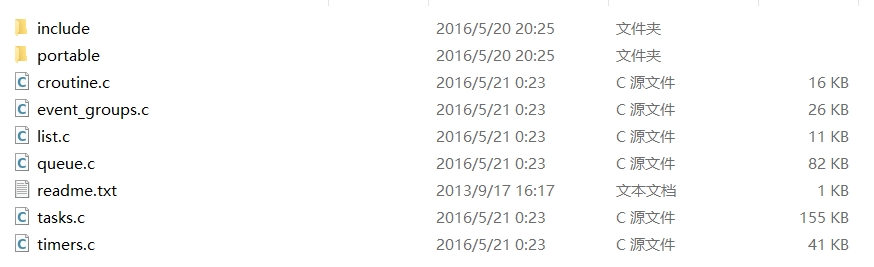 include 2016/5/20 20:25 文件夹
portable 2016/5/20 20:25 文件夹
croutine.c 2016/5/21 0:23 C 源文件 16 KB
event_groups.c 2016/5/21 0:23 C 源文件 26 KB
list.c 2016/5/21 0:23 C 源文件 11 KB
queue.c 2016/5/21 0:23 C 源文件 82 KB
readme.txt 2013/9/17 16:17 文本文档 1 KB
tasks.c 2016/5/21 0:23 C 源文件 155 KB
timers.c 2016/5/21 0:23 C 源文件 41 KB